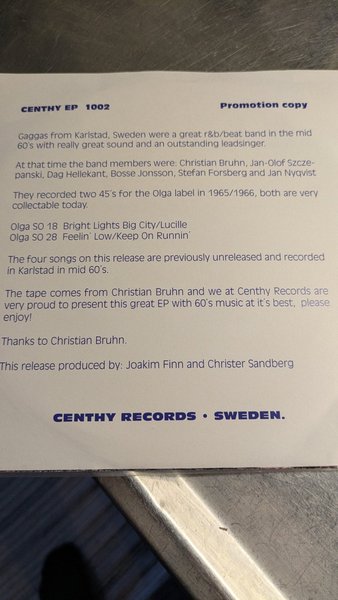 CENTHY EP 1002 Promotion copy
Gaggas from Karlstad, Sweden were a great r&b/beat band in the mid
60's with really great sound and an outstanding leadsinger.
At that time the band members were: Christian Bruhn, Jan-Olof Szcze-
panski, Dag Hellekant, Bosse Jonsson, Stefan Forsberg and Jan Nyqvist
They recorded two 45's for the Olga label in 1965/1966, both are very
collectable today.
Olga SO 18 Bright Lights Big City/Lucille
Olga SO 28 Feelin' Low/Keep On Runnin'
The four songs on this release are previously unreleased and recorded
in Karlstad in mid 60's.
The tape comes from Christian Bruhn and we at Centhy Records are
very proud to present this great EP with 60's music at it's best, please
enjoy!
Thanks to Christian Bruhn.
This release produced by: Joakim Finn and Christer Sandberg
CENTHY RECORDS • SWEDEN.